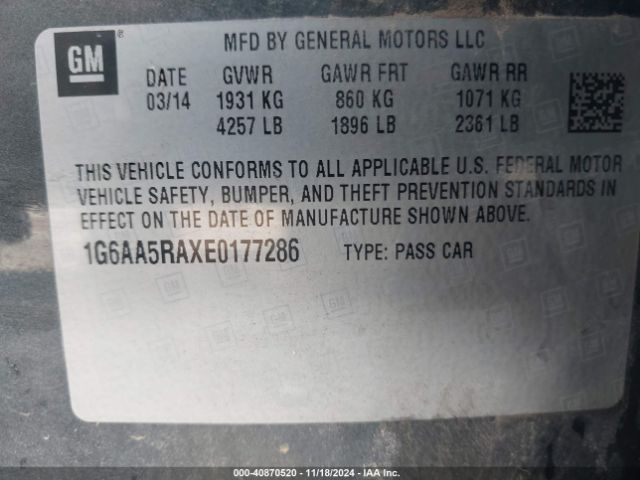 GM
MFD BY GENERAL MOTORS LLC
DATE GVWR GAWR FRT GAWR RR
03/14 1931 KG 860 KG 1071 KG
4257 LB 1896 LB 2361 LB
THIS VEHICLE CONFORMS TO ALL APPLICABLE U.S. FEDERAL MOTOR
VEHICLE SAFETY, BUMPER, AND THEFT PREVENTION STANDARDS IN
EFFECT ON THE DATE OF MANUFACTURE SHOWN ABOVE.
1G6AA5RAXE0177286 TYPE: PASS CAR
000-40870520 - 11/18/2024 - IAA Inc.